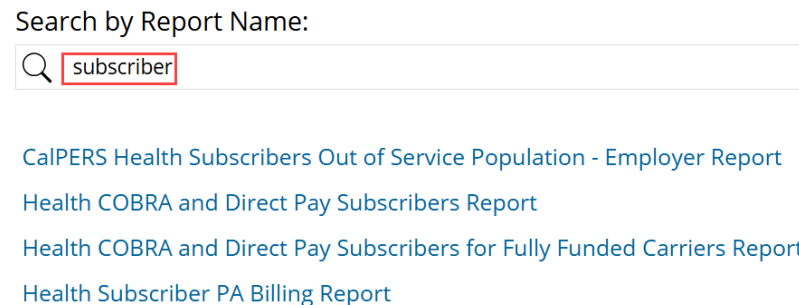 Search by Report Name:
subscriber
CalPERS Health Subscribers Out of Service Population - Employer Report
Health COBRA and Direct Pay Subscribers Report
Health COBRA and Direct Pay Subscribers for Fully Funded Carriers Report
Health Subscriber PA Billing Report